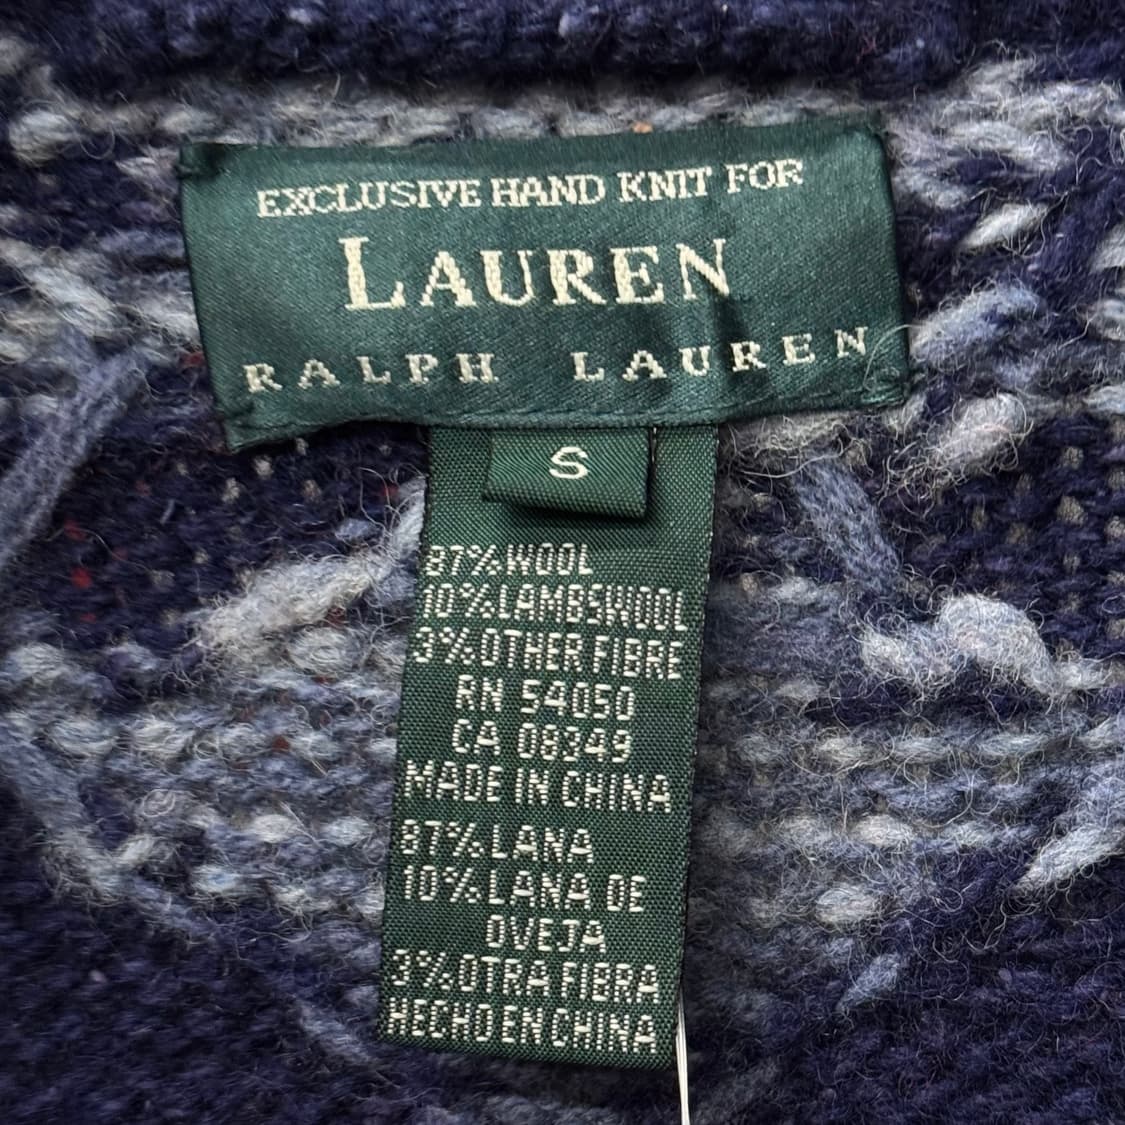 EXCLUSIVE HAND KNIT FOR
LAUREN
RALPH LAUREN
S
87% WOOL
10% LAMBSWOOL
3% OTHER FIBRE
RN 54050
CA 08349
MADE IN CHINA
87% LANA
10% LANA DE
OVEJA
3% OTRA FIBRA
HECHO EN CHINA